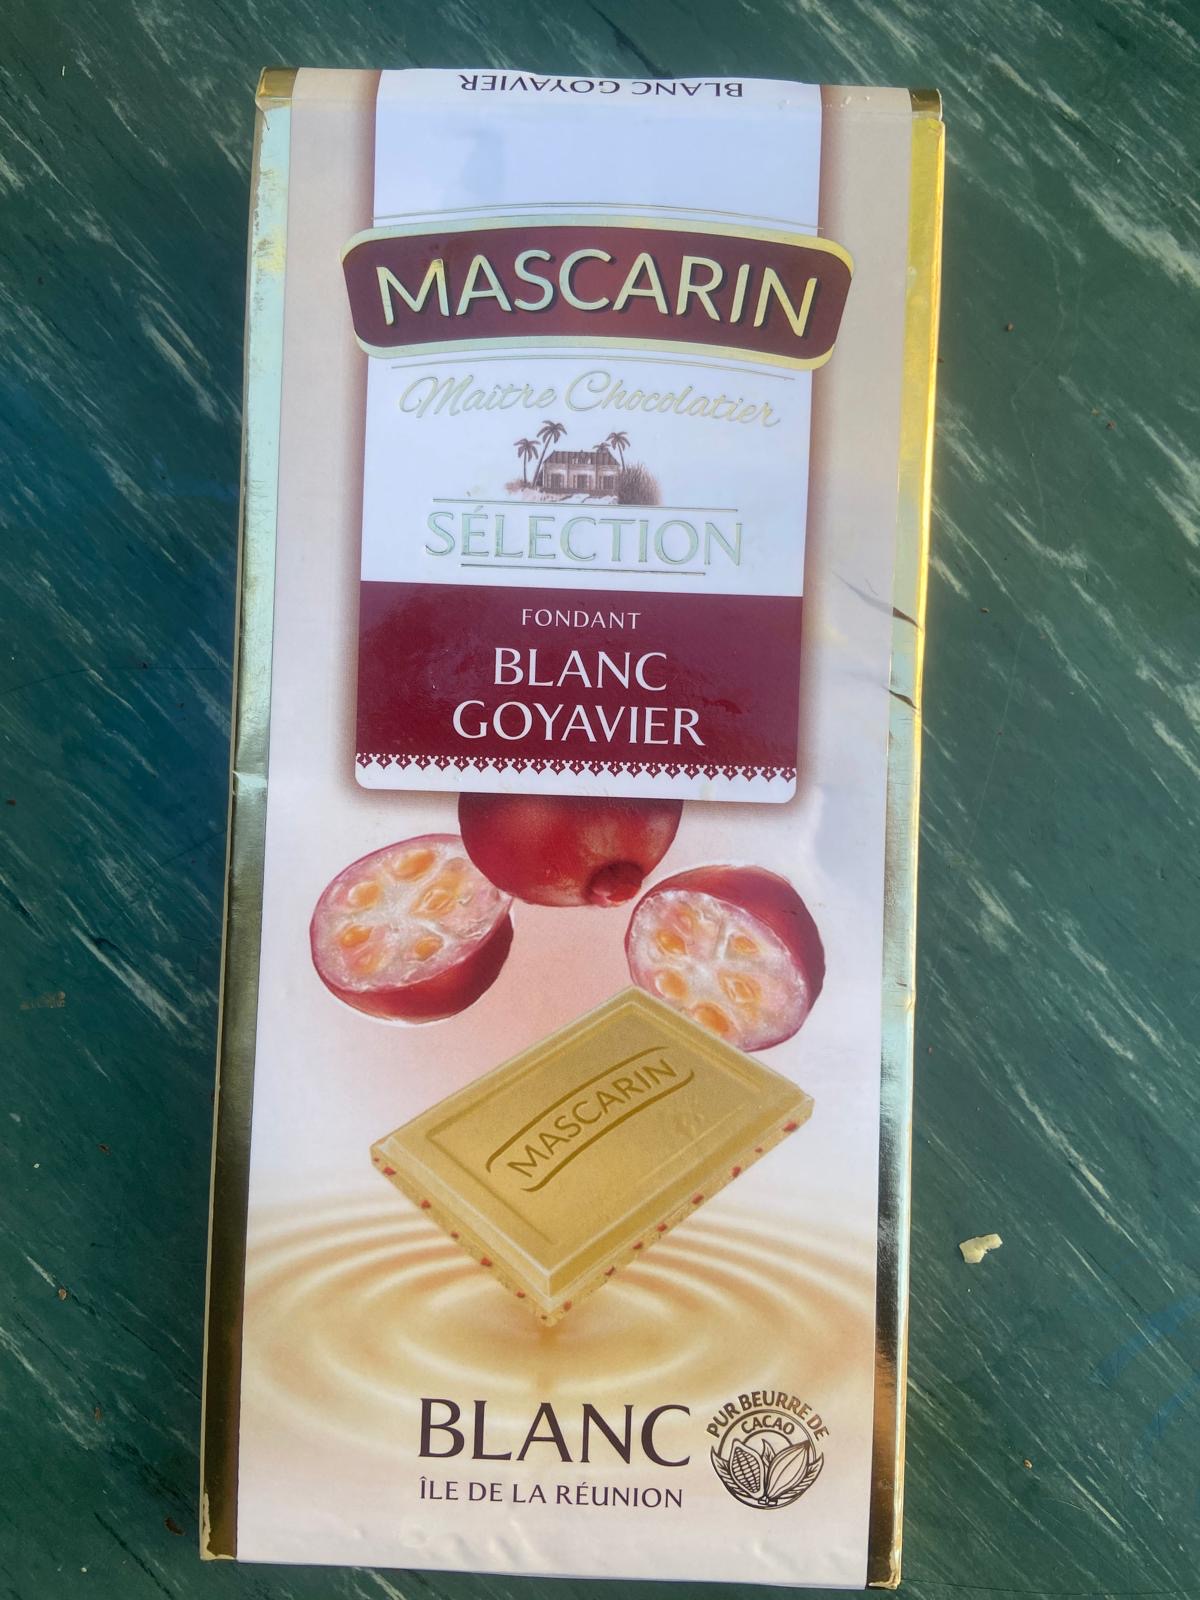 BLANC GOYAVIER
MASCARIN
Maître Chocolatier
SÉLECTION
FONDANT
BLANC
GOYAVIER
MASCARIN
BLANC
ÎLE DE LA RÉUNION
PUR BEURRE DE
CACAO